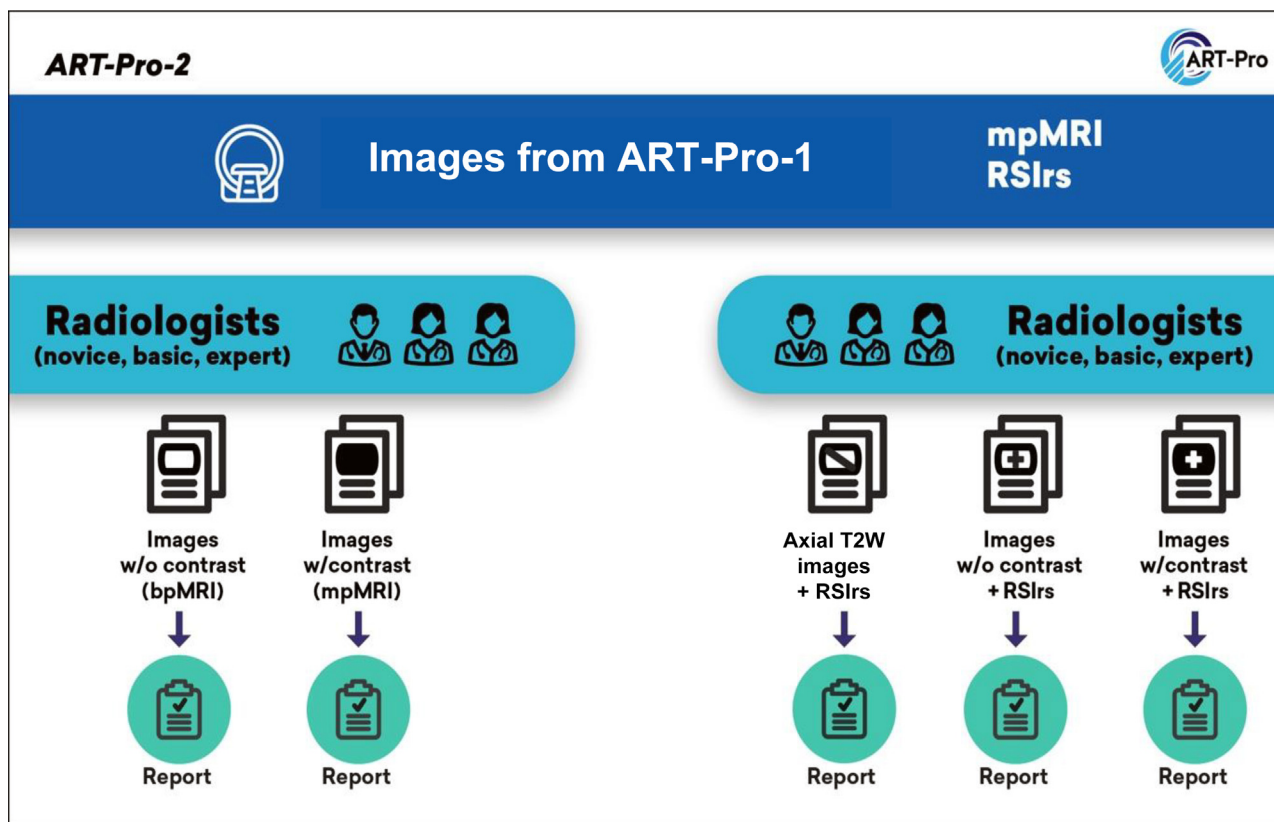 ART-Pro-2
ART-Pro
Images from ART-Pro-1
mpMRI
RSIrs
Radiologists
(novice, basic, expert)
Radiologists
(novice, basic, expert)
Images
w/o contrast
(bpMRI)
Images
w/contrast
(mpMRI)
Axial T2W
images
+ RSIrs
Images
w/o contrast
+ RSIrs
Images
w/contrast
+ RSIrs
Report
Report
Report
Report
Report